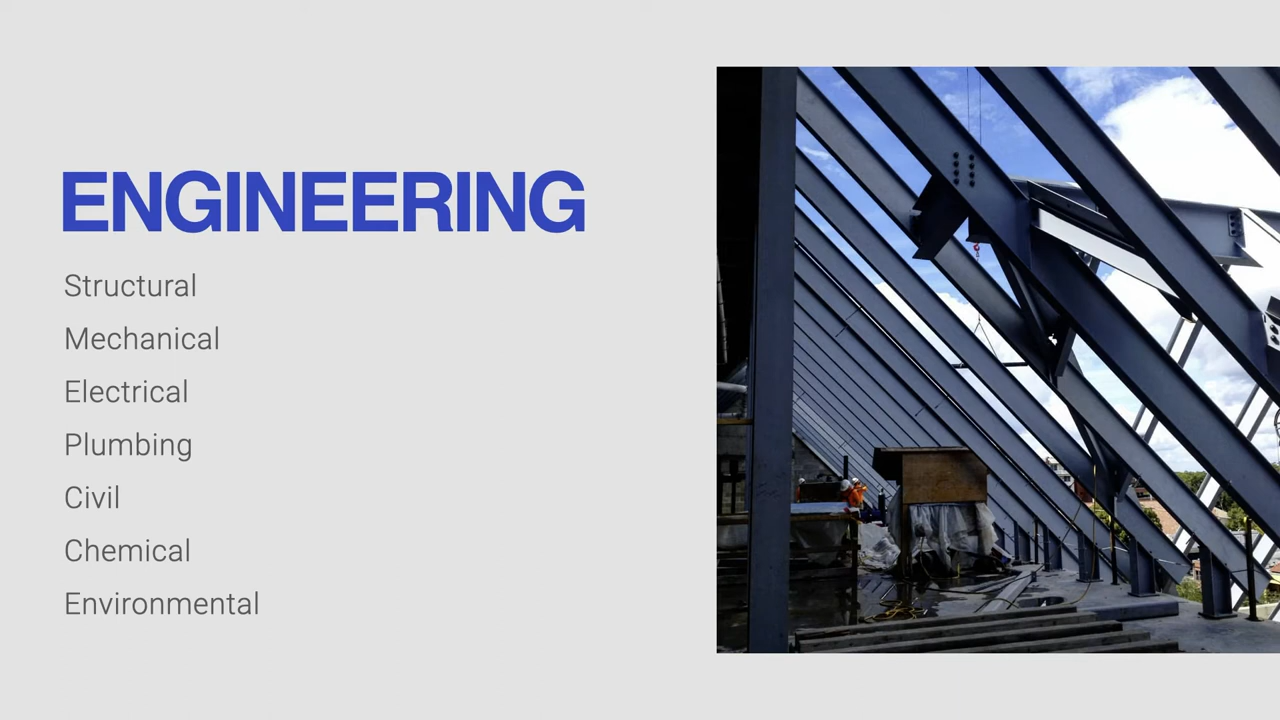 ENGINEERING
Structural
Mechanical
Electrical
Plumbing
Civil
Chemical
Environmental